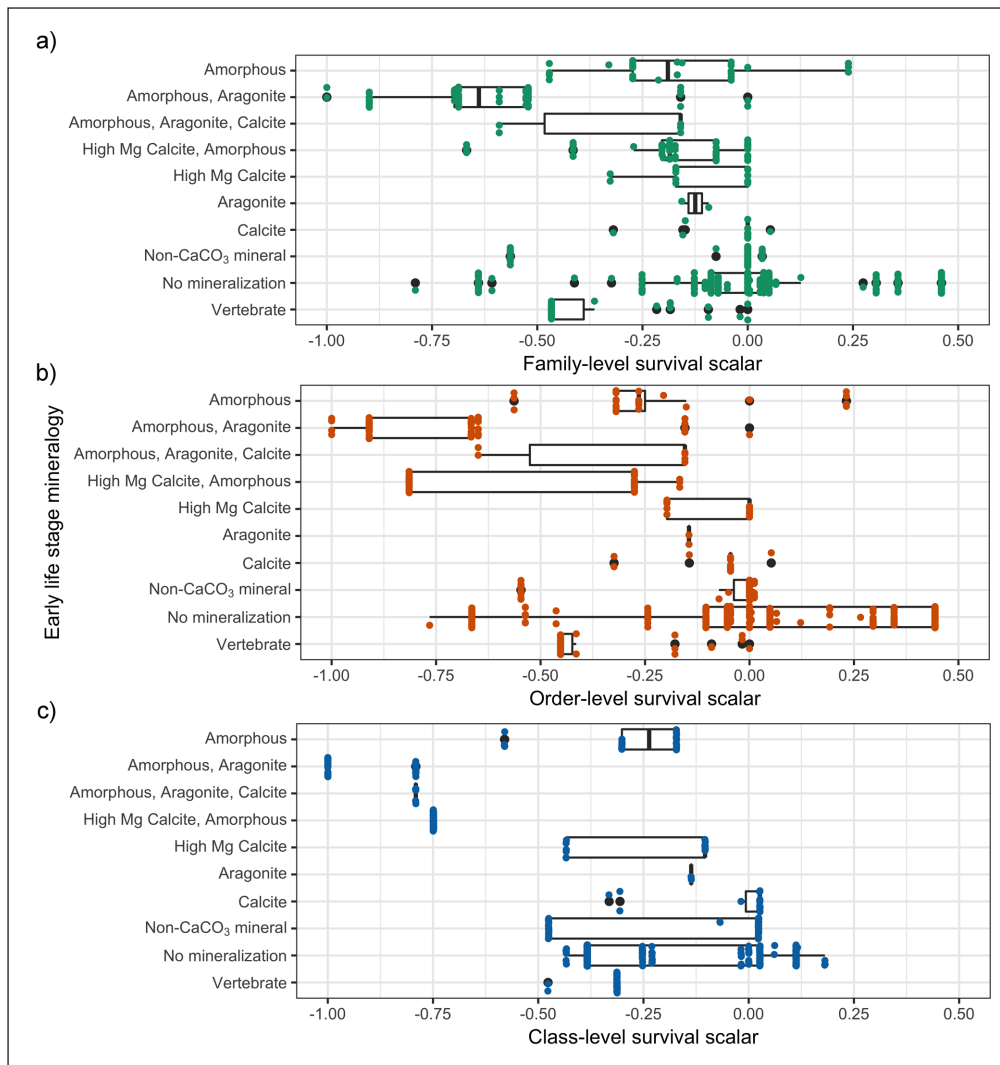 a)
Amorphous
Amorphous, Aragonite
Amorphous, Aragonite, Calcite
High Mg Calcite, Amorphous
High Mg Calcite
Aragonite
Calcite
Non-CaCO₃ mineral
No mineralization
Vertebrate
-1.00 -0.75 -0.50 -0.25 0.00 0.25 0.50
Family-level survival scalar
b)
Early life stage mineralogy
Amorphous
Amorphous, Aragonite
Amorphous, Aragonite, Calcite
High Mg Calcite, Amorphous
High Mg Calcite
Aragonite
Calcite
Non-CaCO₃ mineral
No mineralization
Vertebrate
-1.00 -0.75 -0.50 -0.25 0.00 0.25 0.50
Order-level survival scalar
c)
Amorphous
Amorphous, Aragonite
Amorphous, Aragonite, Calcite
High Mg Calcite, Amorphous
High Mg Calcite
Aragonite
Calcite
Non-CaCO₃ mineral
No mineralization
Vertebrate
-1.00 -0.75 -0.50 -0.25 0.00 0.25 0.50
Class-level survival scalar